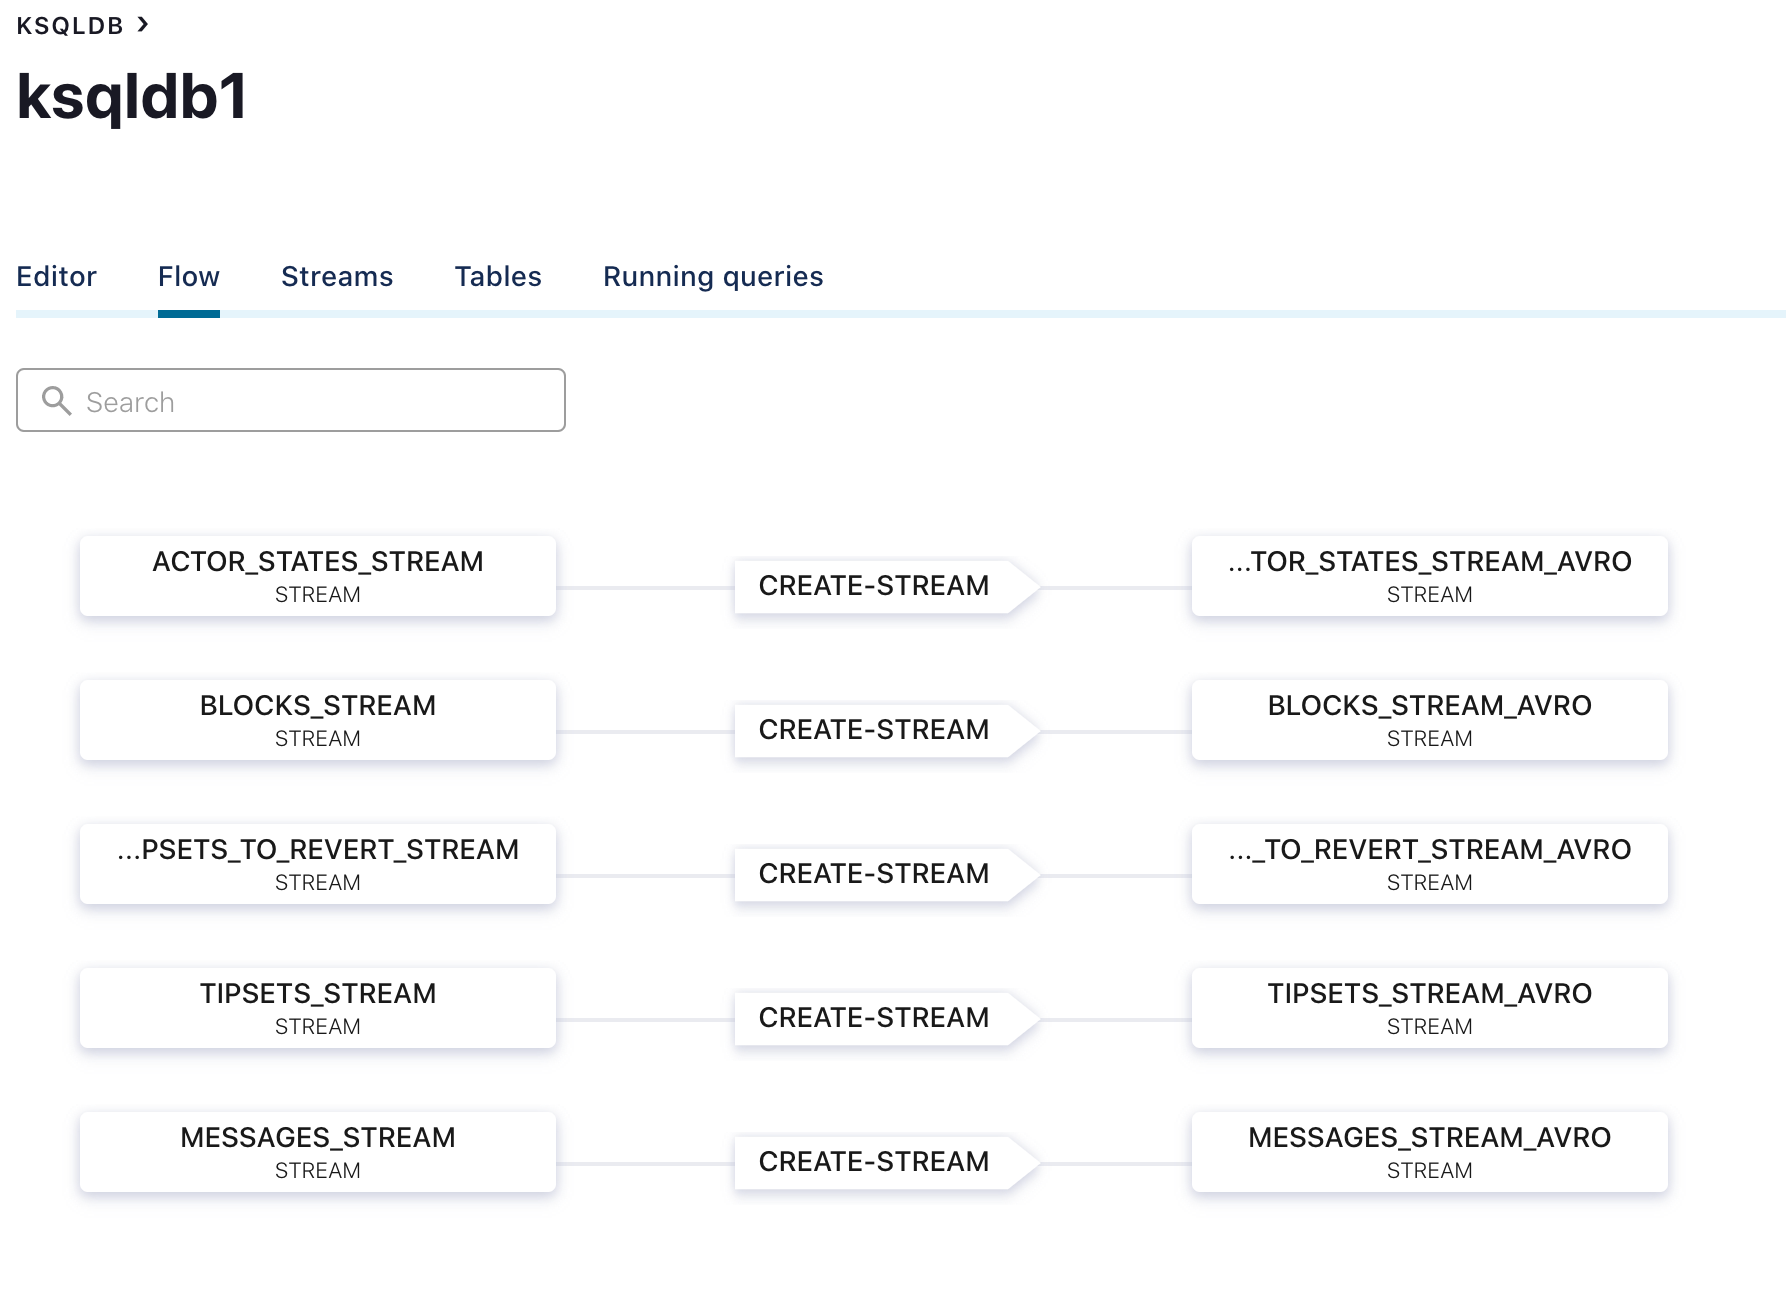 KSQLDB >
ksqldb1
Editor Flow Streams Tables Running queries
Search
ACTOR_STATES_STREAM
STREAM
CREATE-STREAM
...TOR_STATES_STREAM_AVRO
STREAM
BLOCKS_STREAM
STREAM
CREATE-STREAM
BLOCKS_STREAM_AVRO
STREAM
...PSETS_TO_REVERT_STREAM
STREAM
CREATE-STREAM
..._TO_REVERT_STREAM_AVRO
STREAM
TIPSETS_STREAM
STREAM
CREATE-STREAM
TIPSETS_STREAM_AVRO
STREAM
MESSAGES_STREAM
STREAM
CREATE-STREAM
MESSAGES_STREAM_AVRO
STREAM